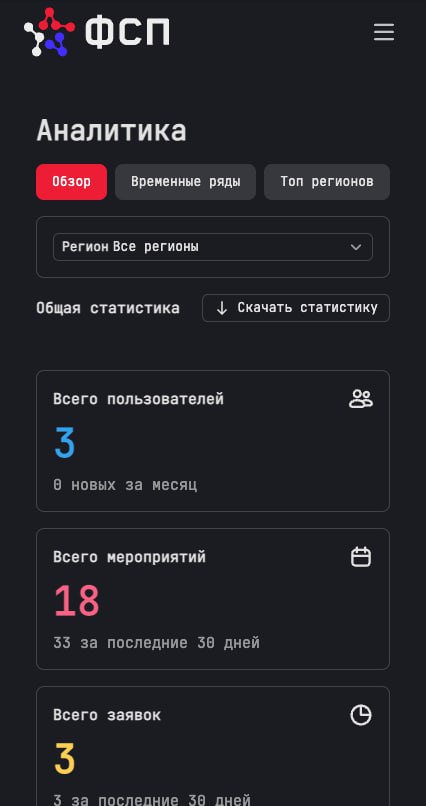 ФСП
Аналитика
Обзор Временные ряды Топ регионов
Регион Все регионы
Общая статистика Скачать статистику
Всего пользователей
3
0 новых за месяц
Всего мероприятий
18
33 за последние 30 дней
Всего заявок
3
3 за последние 30 дней